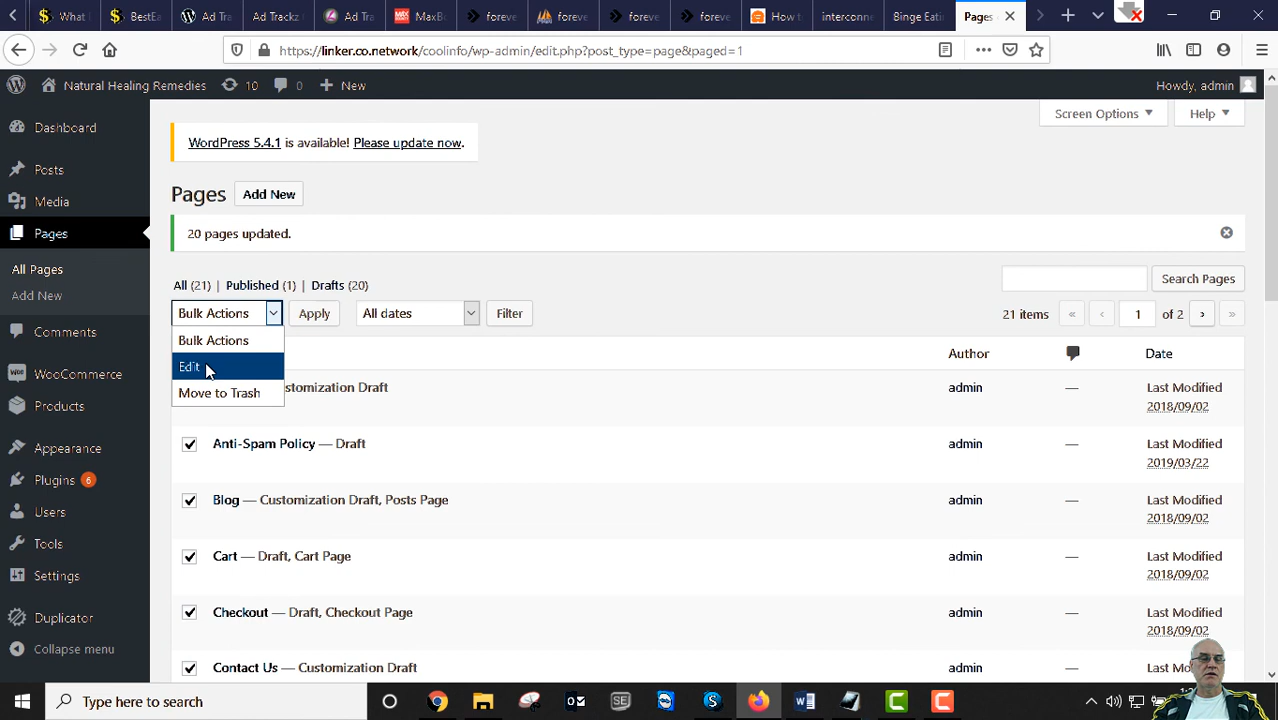 What I
BestEa
Ad Tra
Ad Trackz
Ad Tra
MaxG
foreve
foreve
foreve
foreve
How t
interconne
Binge Eati
Pages
https://linker.co.network/coolinfo/wp-admin/edit.php?post_type=page&paged=1
Natural Healing Remedies
10
0
New
Howdy, admin
Dashboard
Posts
Media
Pages
All Pages
Add New
Comments
WooCommerce
Products
Appearance
Plugins 6
Users
Tools
Settings
Duplicator
Collapse menu
Screen Options
Help
WordPress 5.4.1 is available! Please update now.
Pages
Add New
20 pages updated.
All (21) | Published (1) | Drafts (20)
Search Pages
Bulk Actions
Apply
All dates
Filter
21 items
«
‹
1
of 2
›
»
Bulk Actions
Edit
Move to Trash
Author
Date
stomization Draft
admin
—
Last Modified
2018/09/02
Anti-Spam Policy — Draft
admin
—
Last Modified
2019/03/22
Blog — Customization Draft, Posts Page
admin
—
Last Modified
2018/09/02
Cart — Draft, Cart Page
admin
—
Last Modified
2018/09/02
Checkout — Draft, Checkout Page
admin
—
Last Modified
2018/09/02
Contact Us — Customization Draft
admin
—
Last Modified
Type here to search